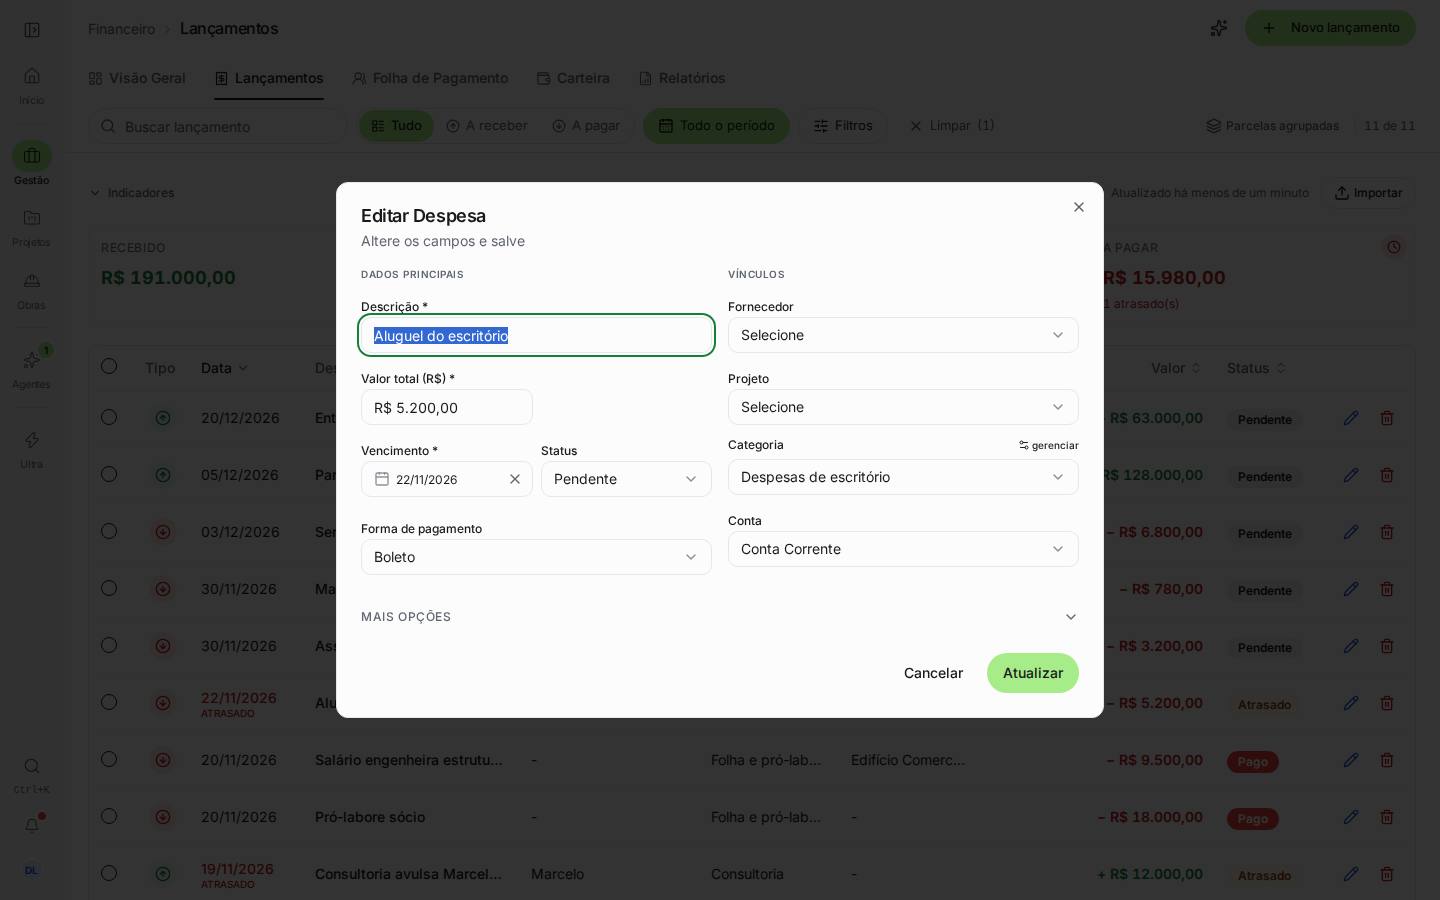 Financeiro > Lançamentos
Novo lançamento
Início
Gestão
Projetos
Obras
Agentes
1
Ultra
Ctrl+K
DL
Visão Geral
Lançamentos
Folha de Pagamento
Carteira
Relatórios
Buscar lançamento
Tudo
A receber
A pagar
Todo o período
Filtros
Limpar (1)
Parcelas agrupadas
11 de 11
Indicadores
Atualizado há menos de um minuto
Importar
RECEBIDO
R$ 191.000,00
A PAGAR
R$ 15.980,00
1 atrasado(s)
Editar Despesa
Altere os campos e salve
DADOS PRINCIPAIS
Descrição *
Aluguel do escritório
Valor total (R$) *
R$ 5.200,00
Vencimento *
22/11/2026
Status
Pendente
Forma de pagamento
Boleto
VÍNCULOS
Fornecedor
Selecione
Projeto
Selecione
Categoria
gerenciar
Despesas de escritório
Conta
Conta Corrente
MAIS OPÇÕES
Cancelar
Atualizar
Tipo Data Valor Status
20/12/2026 R$ 63.000,00 Pendente
05/12/2026 R$ 128.000,00 Pendente
03/12/2026 – R$ 6.800,00 Pendente
30/11/2026 – R$ 780,00 Pendente
30/11/2026 – R$ 3.200,00 Pendente
22/11/2026 – R$ 5.200,00 Atrasado
ATRASADO
20/11/2026 Salário engenheira estrutu... - Folha e pró-lab... Edifício Comerc... – R$ 9.500,00 Pago
20/11/2026 Pró-labore sócio - Folha e pró-lab... - – R$ 18.000,00 Pago
19/11/2026 Consultoria avulsa Marcel... Marcelo Consultoria - + R$ 12.000,00 Atrasado
ATRASADO